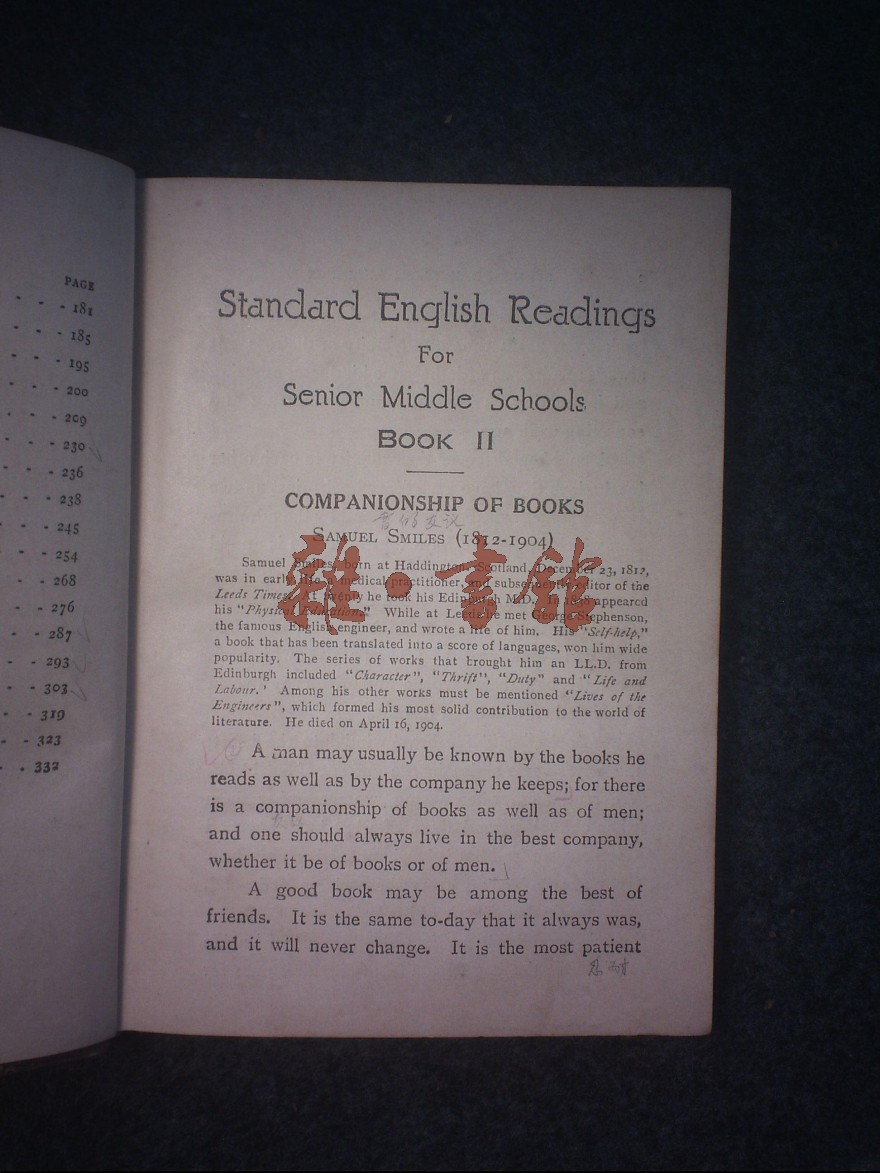 PAGE
- - - 181
- - - 185
- - - 195
- - - 200
- - - 209
- - - 230
- - - 236
- - - 238
- - - 245
- - - 254
- - - 268
- - - 276
- - - 287
- - - 293
- - - 303
- - - 319
- - - 323
- - - 332
Standard English Readings
For
Senior Middle Schools
BOOK II
COMPANIONSHIP OF BOOKS
SAMUEL SMILES (1812-1904)
Samuel Smiles, born at Haddington, Scotland, December 23, 1812,
was in early life a medical practitioner, and subsequently editor of the
Leeds Times. At twenty he took his Edinburgh M.D. In 1838 appeared
his "Physical Education." While at Leeds he met George Stephenson,
the famous English engineer, and wrote a life of him. His "Self-help,"
a book that has been translated into a score of languages, won him wide
popularity. The series of works that brought him an LL.D. from
Edinburgh included "Character", "Thrift", "Duty" and "Life and
Labour.' Among his other works must be mentioned "Lives of the
Engineers", which formed his most solid contribution to the world of
literature. He died on April 16, 1904.
A man may usually be known by the books he
reads as well as by the company he keeps; for there
is a companionship of books as well as of men;
and one should always live in the best company,
whether it be of books or of men.
A good book may be among the best of
friends. It is the same to-day that it always was,
and it will never change. It is the most patient
忍耐
雜·書館